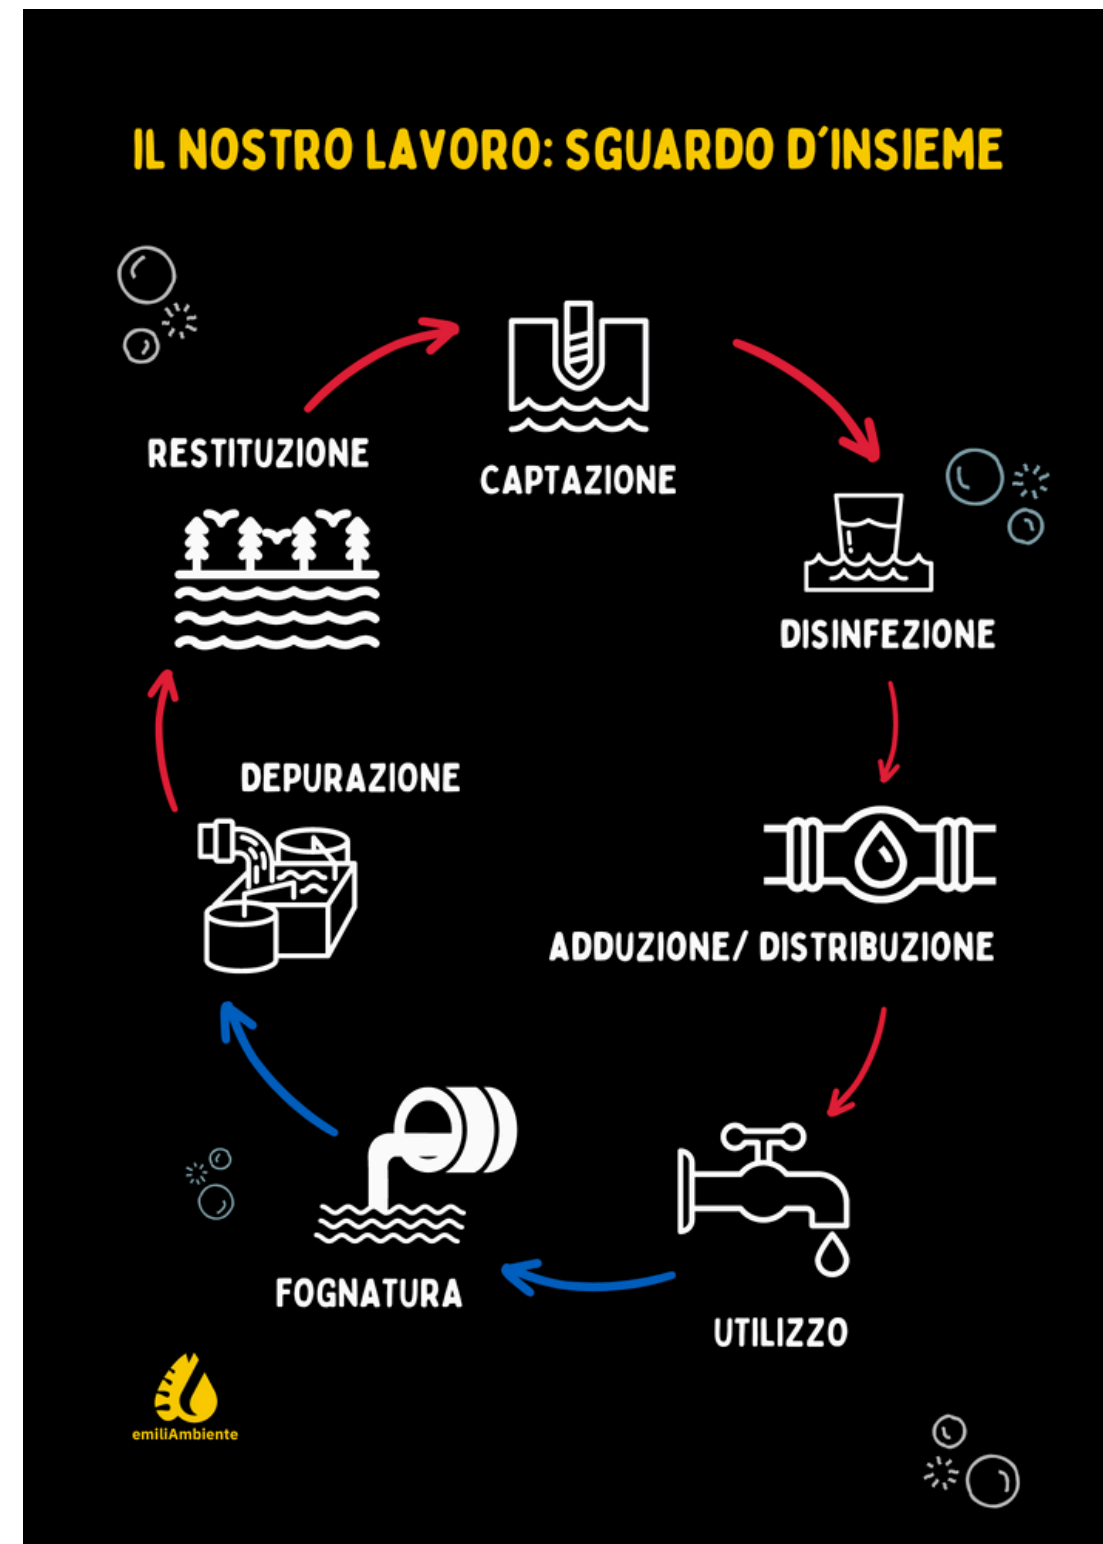 IL NOSTRO LAVORO: SGUARDO D'INSIEME
CAPTAZIONE
DISINFEZIONE
ADDUZIONE/ DISTRIBUZIONE
UTILIZZO
FOGNATURA
DEPURAZIONE
RESTITUZIONE
emiliAmbiente